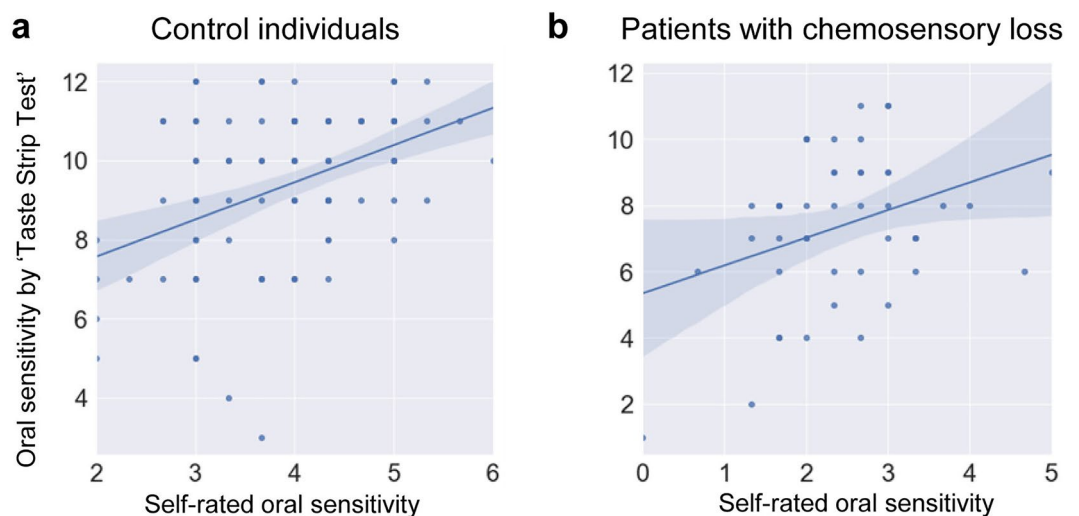 a Control individuals
b Patients with chemosensory loss
Oral sensitivity by ‘Taste Strip Test’
12
10
8
6
4
2 3 4 5 6
Self-rated oral sensitivity
12
10
8
6
4
2
0 1 2 3 4 5
Self-rated oral sensitivity